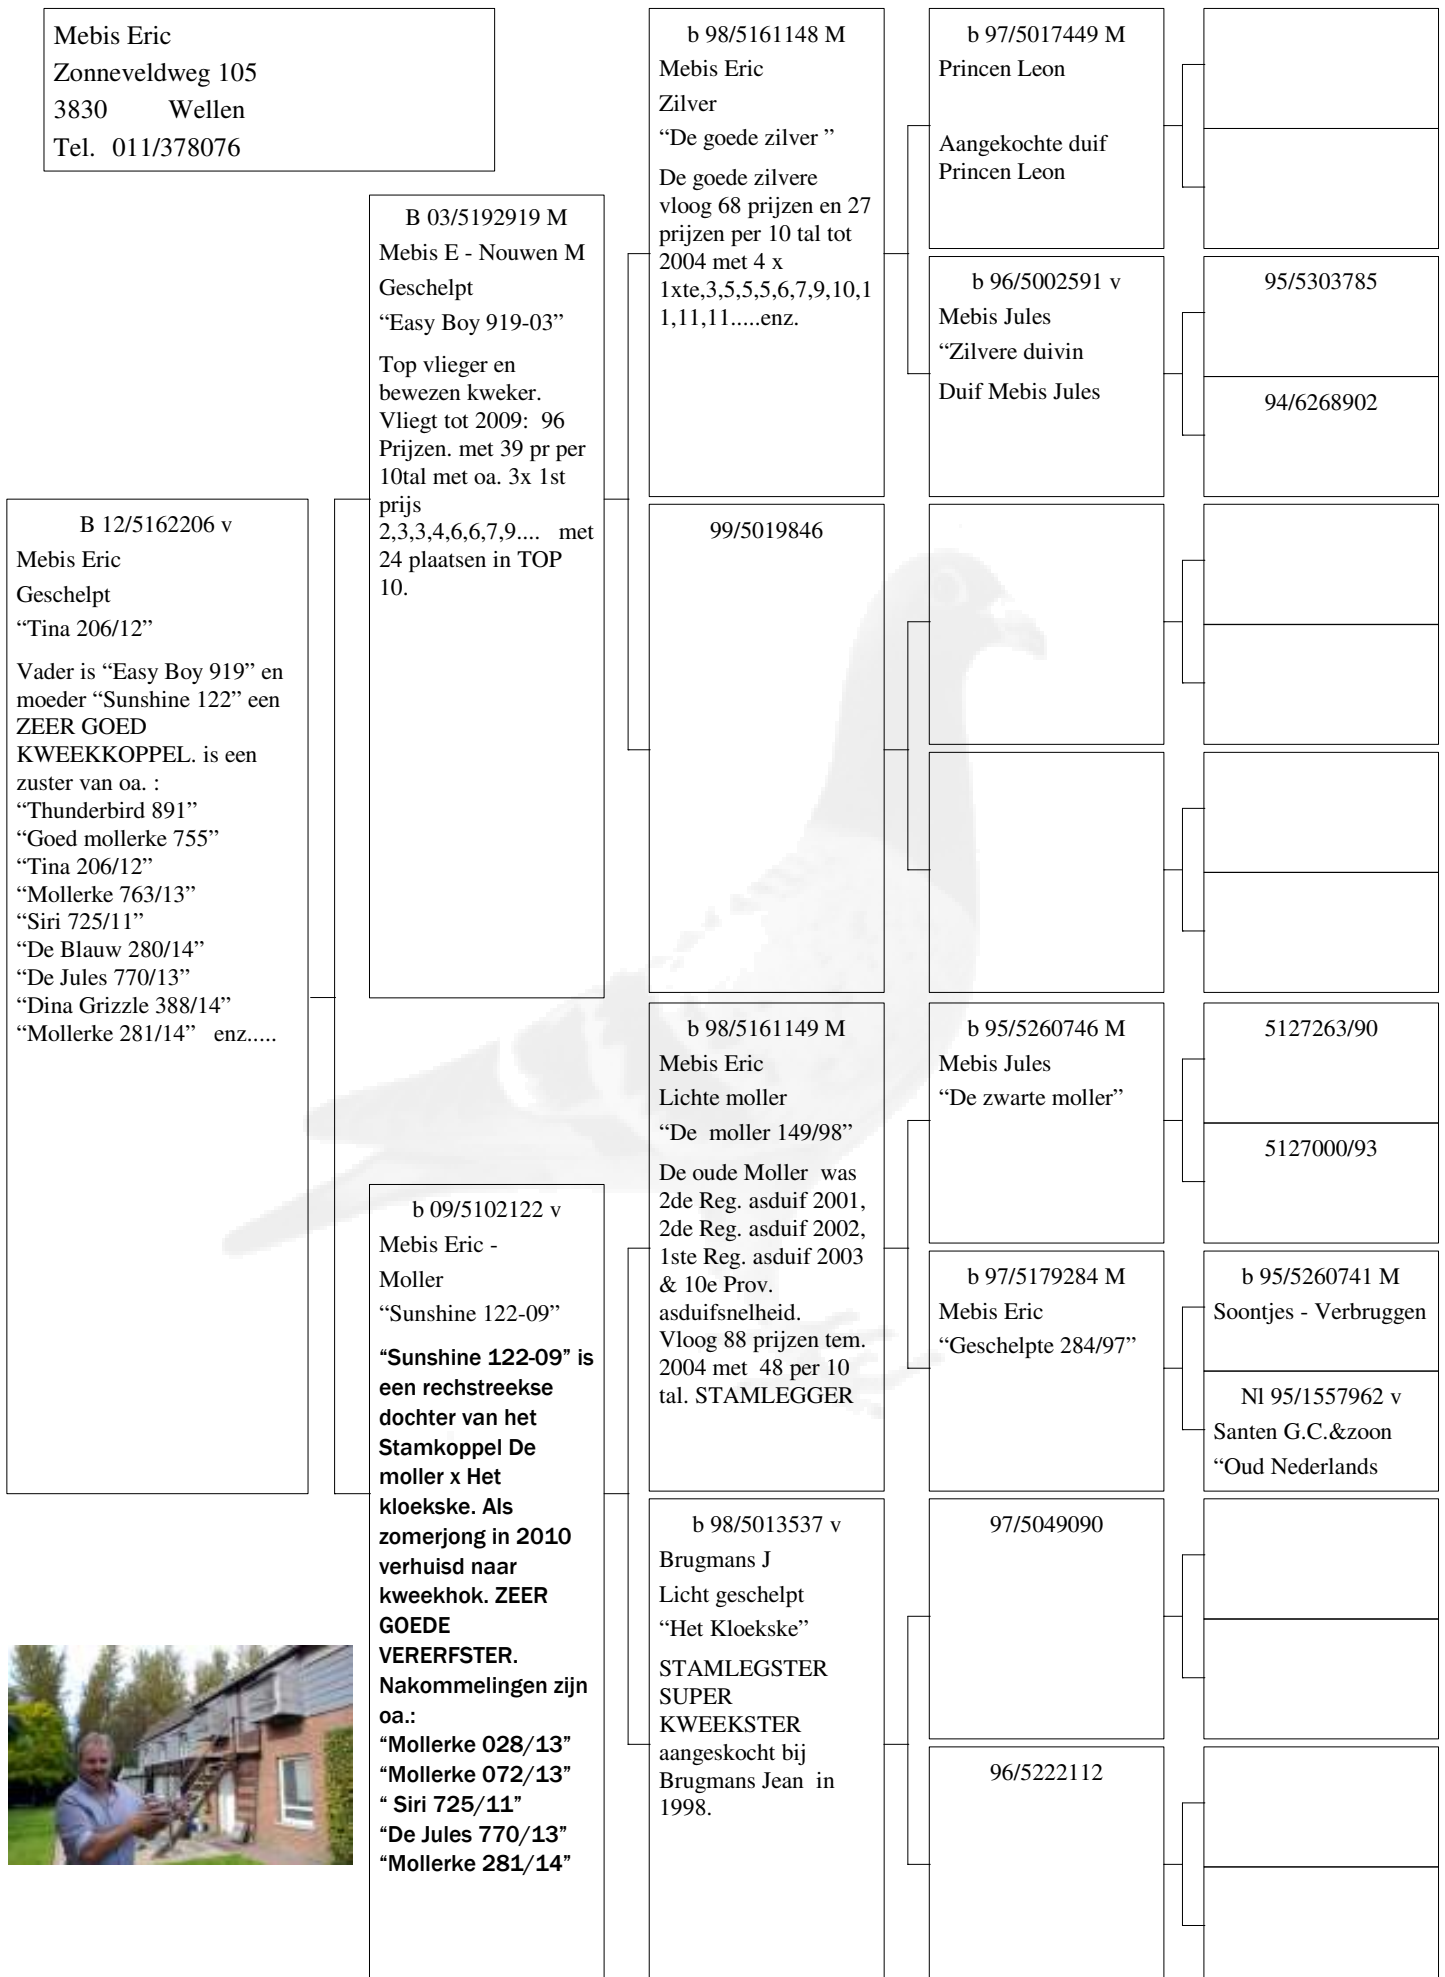 Mebis Eric
Zonneveldweg 105
3830 Wellen
Tel. 011/378076
B 12/5162206 v
Mebis Eric
Geschelpt
“Tina 206/12”
Vader is “Easy Boy 919” en
moeder “Sunshine 122” een
ZEER GOED
KWEEKKOPPEL. is een
zuster van oa. :
“Thunderbird 891”
“Goed mollerke 755”
“Tina 206/12”
“Mollerke 763/13”
“Siri 725/11”
“De Blauw 280/14”
“De Jules 770/13”
“Dina Grizzle 388/14”
“Mollerke 281/14” enz.....
B 03/5192919 M
Mebis E - Nouwen M
Geschelpt
“Easy Boy 919-03”
Top vlieger en
bewezen kweker.
Vliegt tot 2009: 96
Prijzen. met 39 pr per
10tal met oa. 3x 1st
prijs
2,3,3,4,6,6,7,9.... met
24 plaatsen in TOP
10.
b 09/5102122 v
Mebis Eric -
Moller
“Sunshine 122-09”
“Sunshine 122-09” is
een rechstreekse
dochter van het
Stamkoppel De
moller x Het
kloekske. Als
zomerjong in 2010
verhuisd naar
kweekhok. ZEER
GOEDE
VERERFSTER.
Nakommelingen zijn
oa.:
“Mollerke 028/13”
“Mollerke 072/13”
“ Siri 725/11”
“De Jules 770/13”
“Mollerke 281/14”
b 98/5161148 M
Mebis Eric
Zilver
“De goede zilver ”
De goede zilvere
vloog 68 prijzen en 27
prijzen per 10 tal tot
2004 met 4 x
1xte,3,5,5,5,6,7,9,10,1
1,11,11.....enz.
99/5019846
b 98/5161149 M
Mebis Eric
Lichte moller
“De moller 149/98”
De oude Moller was
2de Reg. asduif 2001,
2de Reg. asduif 2002,
1ste Reg. asduif 2003
& 10e Prov.
asduifsnelheid.
Vloog 88 prijzen tem.
2004 met 48 per 10
tal. STAMLEGGER
b 98/5013537 v
Brugmans J
Licht geschelpt
“Het Kloekske”
STAMLEGSTER
SUPER
KWEEKSTER
aangeskocht bij
Brugmans Jean in
1998.
b 97/5017449 M
Princen Leon
Aangekochte duif
Princen Leon
b 96/5002591 v
Mebis Jules
“Zilvere duivin
Duif Mebis Jules
b 95/5260746 M
Mebis Jules
“De zwarte moller”
b 97/5179284 M
Mebis Eric
“Geschelpte 284/97”
97/5049090
96/5222112
95/5303785
94/6268902
5127263/90
5127000/93
b 95/5260741 M
Soontjes - Verbruggen
Nl 95/1557962 v
Santen G.C.&zoon
“Oud Nederlands